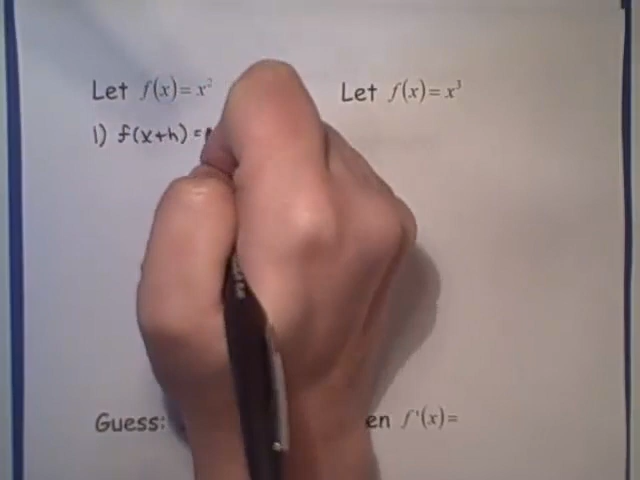 Let f(x)=x² Let f(x)=x³
1) f(x+h) =
Guess: en f'(x)=